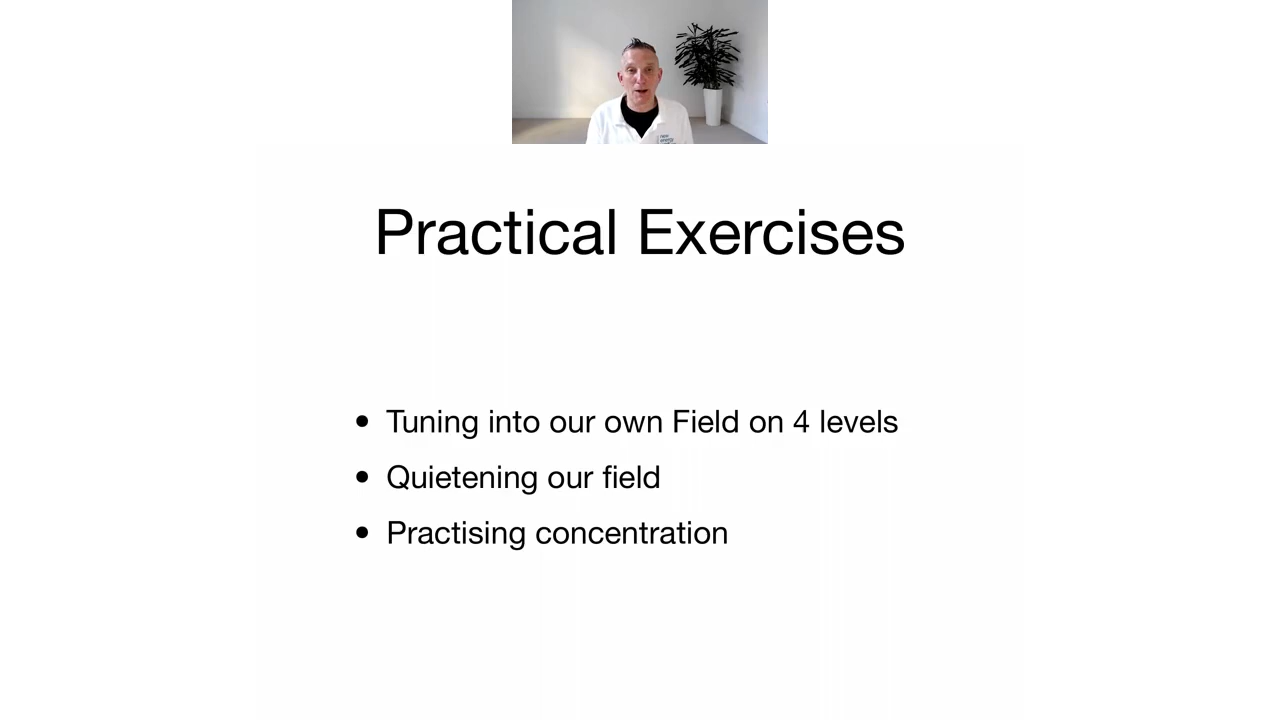 Practical Exercises
• Tuning into our own Field on 4 levels
• Quietening our field
• Practising concentration